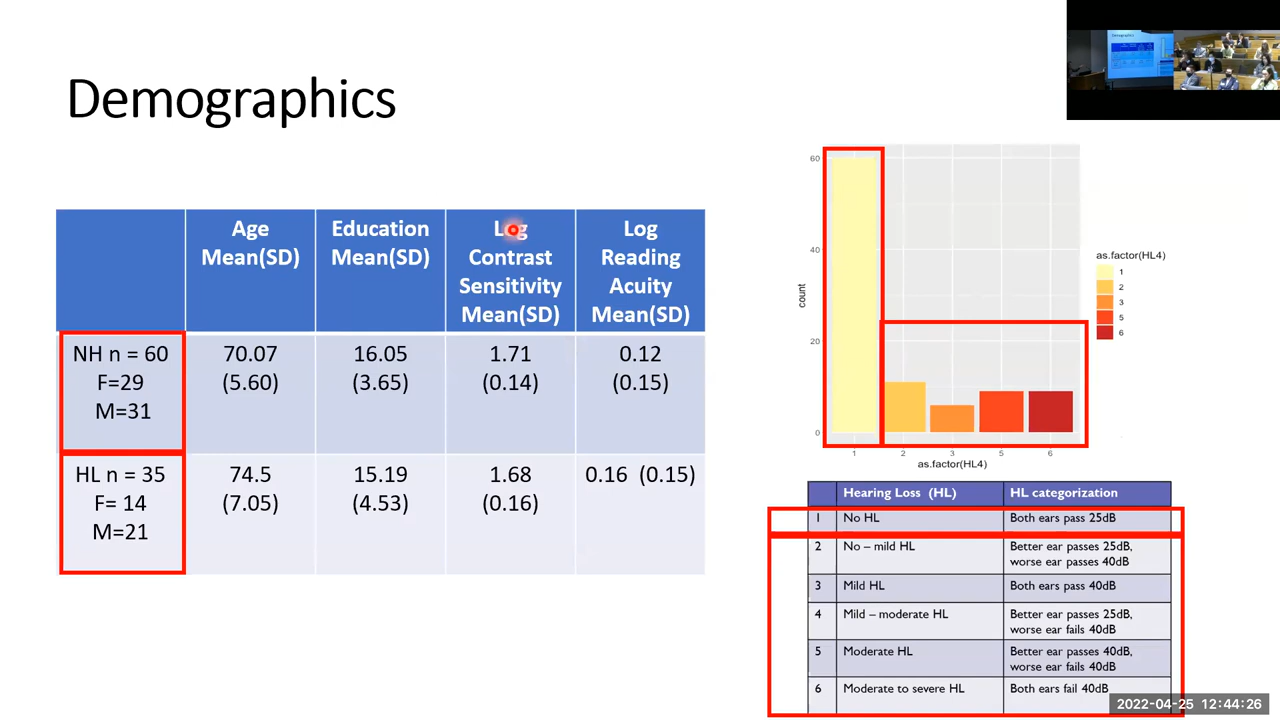 Demographics
Age
Mean(SD)
Education
Mean(SD)
Log
Contrast
Sensitivity
Mean(SD)
Log
Reading
Acuity
Mean(SD)
NH n = 60
F=29
M=31
70.07
(5.60)
16.05
(3.65)
1.71
(0.14)
0.12
(0.15)
HL n = 35
F= 14
M=21
74.5
(7.05)
15.19
(4.53)
1.68
(0.16)
0.16 (0.15)
60
40
20
0
count
1 2 3 5 6
as.factor(HL4)
as.factor(HL4)
1
2
3
5
6
Hearing Loss (HL) HL categorization
1 No HL Both ears pass 25dB
2 No – mild HL Better ear passes 25dB,
worse ear passes 40dB
3 Mild HL Both ears pass 40dB
4 Mild – moderate HL Better ear passes 25dB,
worse ear fails 40dB
5 Moderate HL Better ear passes 40dB,
worse ear fails 40dB
6 Moderate to severe HL Both ears fail 40dB
2022-04-25 12:44:26